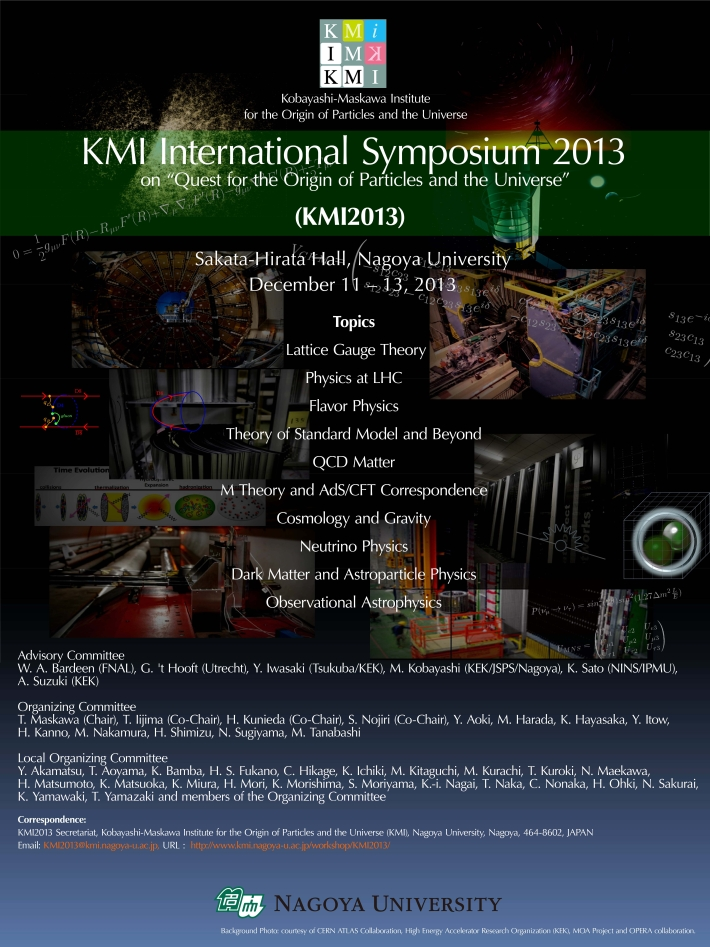 K M i
I M K
K M I
Kobayashi-Maskawa Institute
for the Origin of Particles and the Universe
KMI International Symposium 2013
on “Quest for the Origin of Particles and the Universe”
(KMI2013)
Sakata-Hirata Hall, Nagoya University
December 11 – 13, 2013
Topics
Lattice Gauge Theory
Physics at LHC
Flavor Physics
Theory of Standard Model and Beyond
QCD Matter
Time Evolution
thermalization
Expansion
hadronization
M Theory and AdS/CFT Correspondence
Cosmology and Gravity
Neutrino Physics
Dark Matter and Astroparticle Physics
Observational Astrophysics
Advisory Committee
W. A. Bardeen (FNAL), G. 't Hooft (Utrecht), Y. Iwasaki (Tsukuba/KEK), M. Kobayashi (KEK/JSPS/Nagoya), K. Sato (NINS/IPMU),
A. Suzuki (KEK)
Organizing Committee
T. Maskawa (Chair), T. Iijima (Co-Chair), H. Kunieda (Co-Chair), S. Nojiri (Co-Chair), Y. Aoki, M. Harada, K. Hayasaka, Y. Itow,
H. Kanno, M. Nakamura, H. Shimizu, N. Sugiyama, M. Tanabashi
Local Organizing Committee
Y. Akamatsu, T. Aoyama, K. Bamba, H. S. Fukano, C. Hikage, K. Ichiki, M. Kitaguchi, M. Kurachi, T. Kuroki, N. Maekawa,
H. Matsumoto, K. Matsuoka, K. Miura, H. Mori, K. Morishima, S. Moriyama, K.-i. Nagai, T. Naka, C. Nonaka, H. Ohki, N. Sakurai,
K. Yamawaki, T. Yamazaki and members of the Organizing Committee
Correspondence:
KMI2013 Secretariat, Kobayashi-Maskawa Institute for the Origin of Particles and the Universe (KMI), Nagoya University, Nagoya, 464-8602, JAPAN
Email: KMI2013@kmi.nagoya-u.ac.jp, URL : http://www.kmi.nagoya-u.ac.jp/workshop/KMI2013/
NAGOYA UNIVERSITY
Background Photo: courtesy of CERN ATLAS Collaboration, High Energy Accelerator Research Organization (KEK), MOA Project and OPERA collaboration.